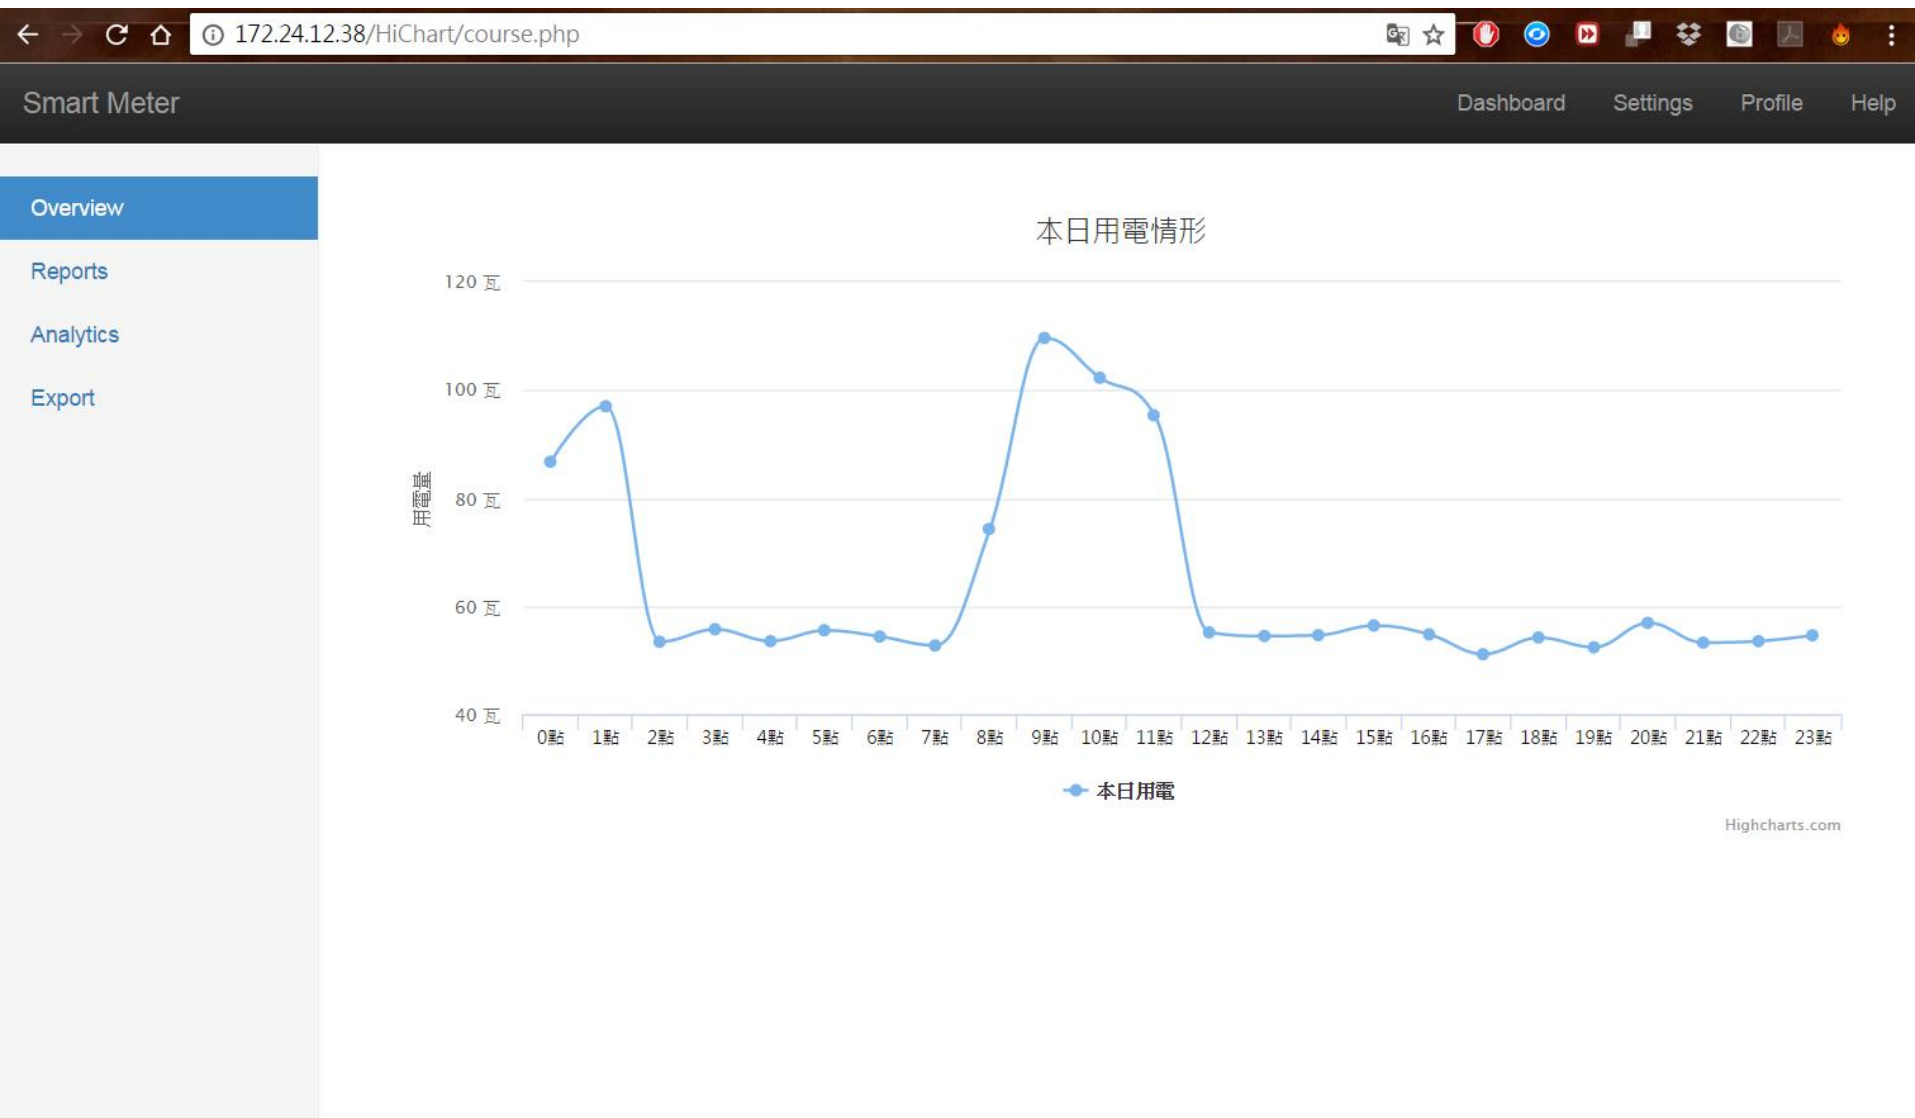 172.24.12.38/HiChart/course.php
Smart Meter
Dashboard Settings Profile Help
Overview
Reports
Analytics
Export
本日用電情形
120 瓦
100 瓦
80 瓦
60 瓦
40 瓦
用電量
0點 1點 2點 3點 4點 5點 6點 7點 8點 9點 10點 11點 12點 13點 14點 15點 16點 17點 18點 19點 20點 21點 22點 23點
本日用電
Highcharts.com